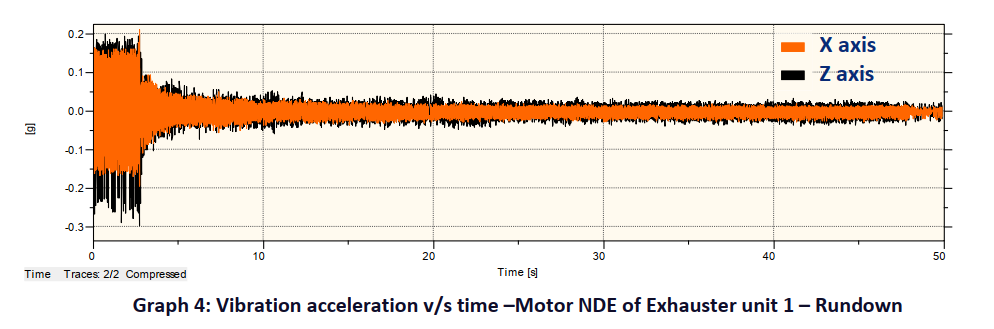 0.2
0.1
0.0
-0.1
-0.2
-0.3
[g]
X axis
Z axis
0 10 20 30 40 50
Time [s]
Time Traces: 2/2 Compressed
Graph 4: Vibration acceleration v/s time –Motor NDE of Exhauster unit 1 – Rundown